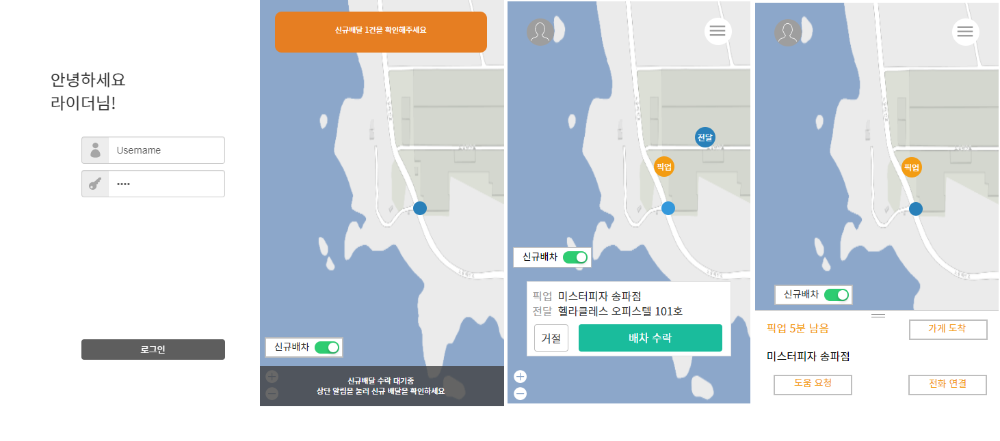 안녕하세요
라이더님!
Username
••••
로그인
신규배달 1건을 확인해주세요
신규배차
신규배달 수락 대기중
상단 알림을 눌러 신규 배달을 확인하세요
전달
픽업
신규배차
픽업 미스터피자 송파점
전달 헬라클레스 오피스텔 101호
거절
배차 수락
픽업
신규배차
픽업 5분 남음
가게 도착
미스터피자 송파점
도움 요청
전화 연결